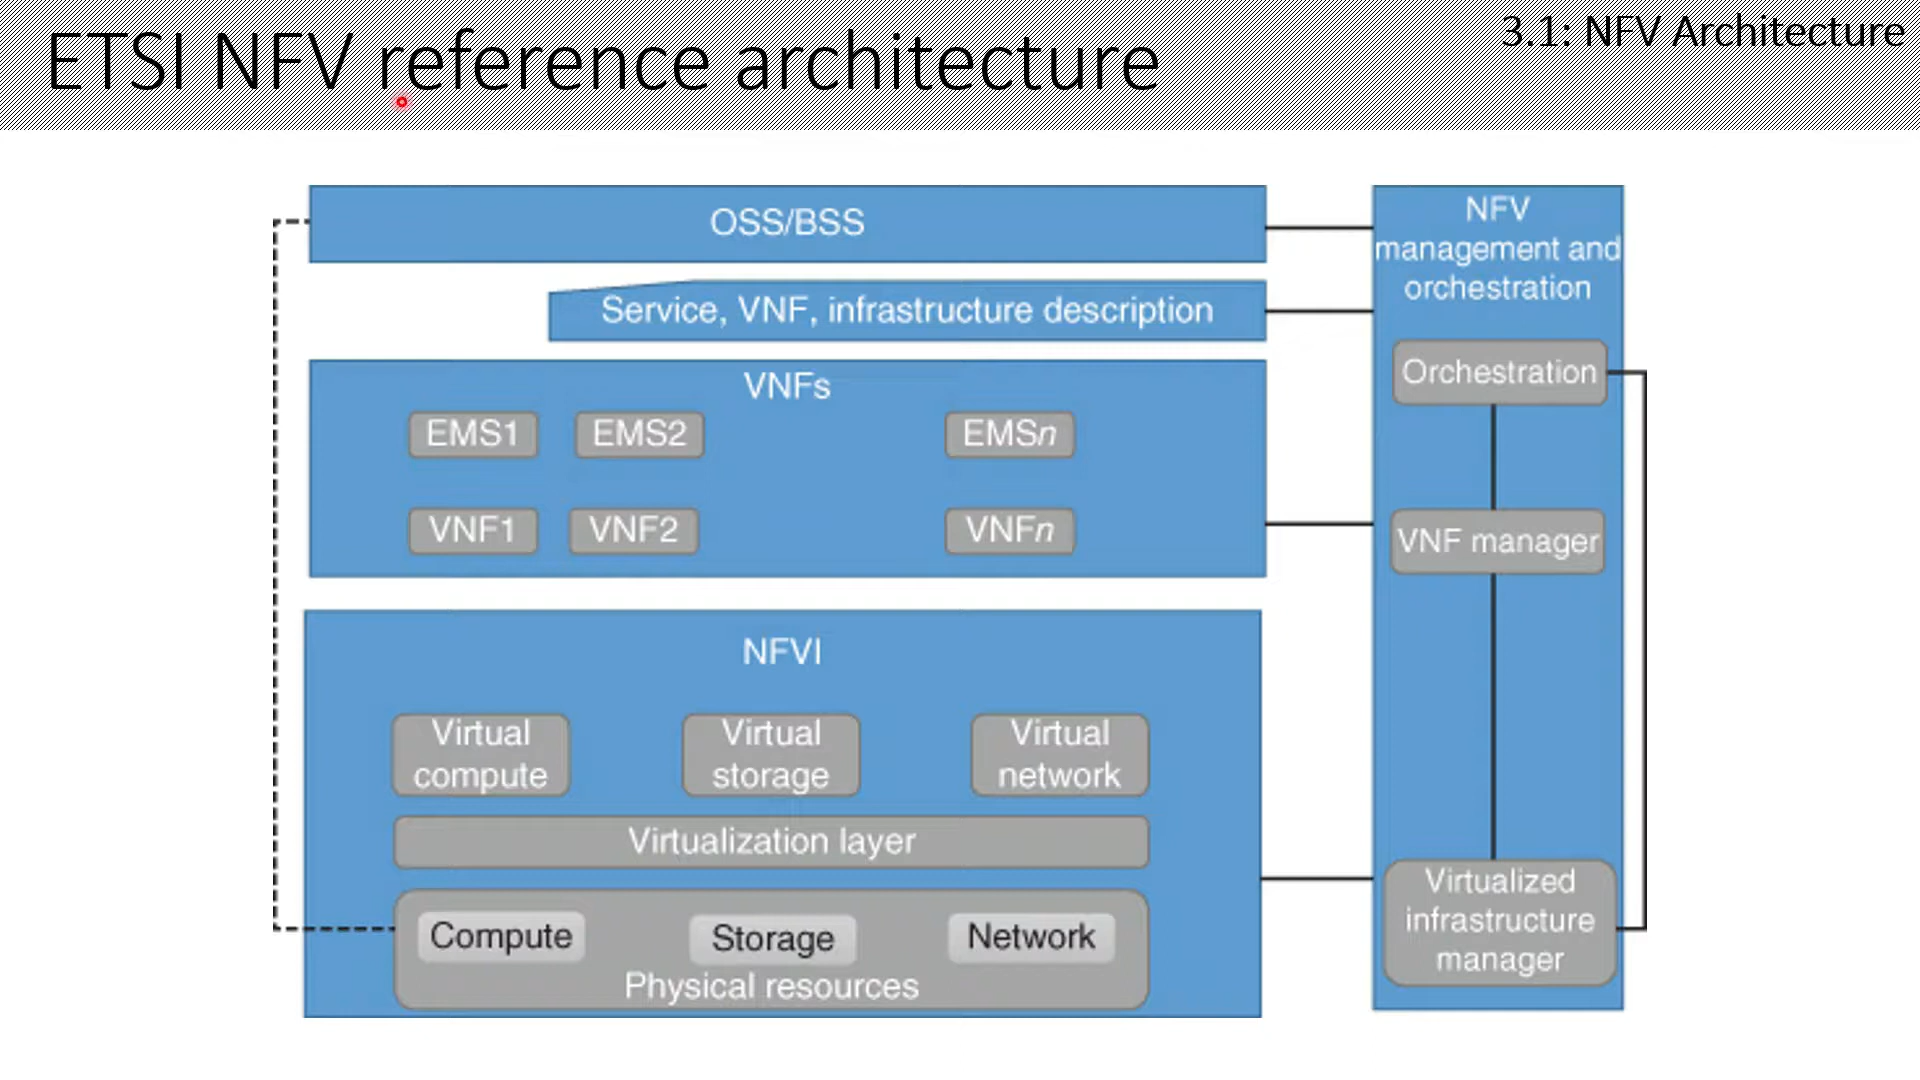 3.1: NFV Architecture
ETSI NFV reference architecture
OSS/BSS
Service, VNF, infrastructure description
VNFs
EMS1 EMS2 EMSn
VNF1 VNF2 VNFn
NFVI
Virtual
compute
Virtual
storage
Virtual
network
Virtualization layer
Compute Storage Network
Physical resources
NFV
management and
orchestration
Orchestration
VNF manager
Virtualized
infrastructure
manager